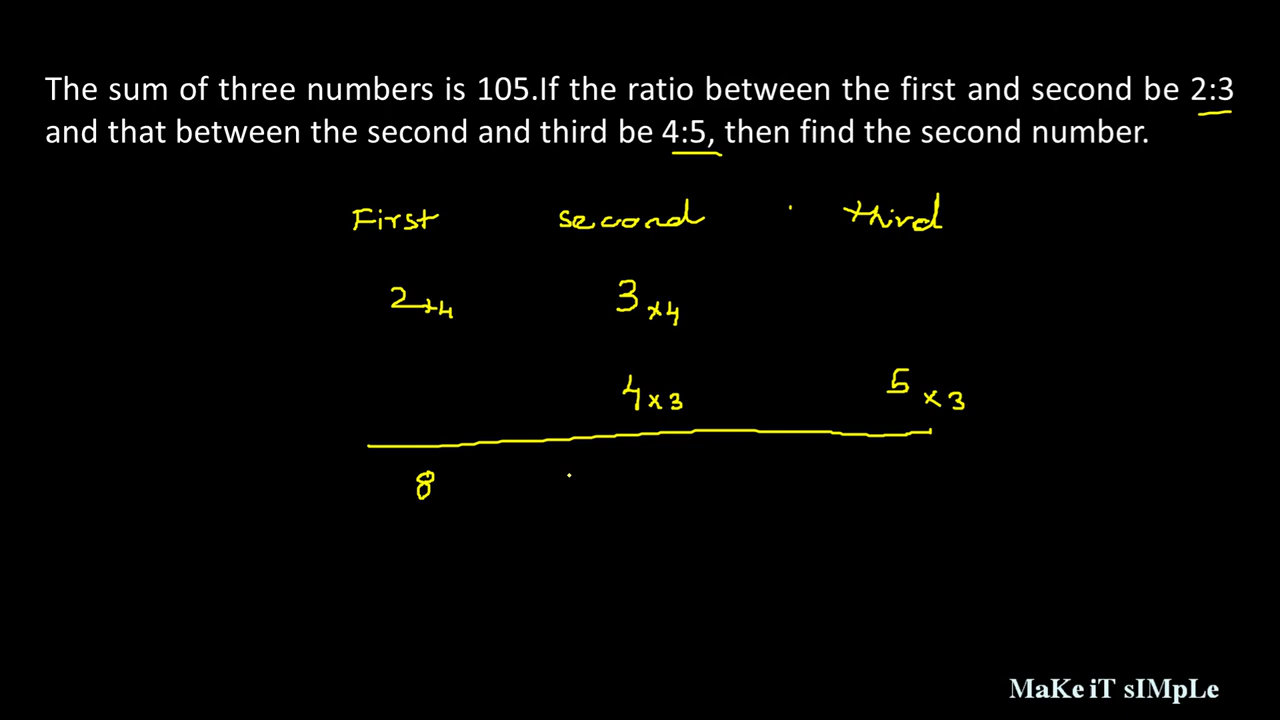 The sum of three numbers is 105.If the ratio between the first and second be 2:3
and that between the second and third be 4:5, then find the second number.
First second third
2×4 3×4
4×3 5×3
8
MaKe iT sIMpLe